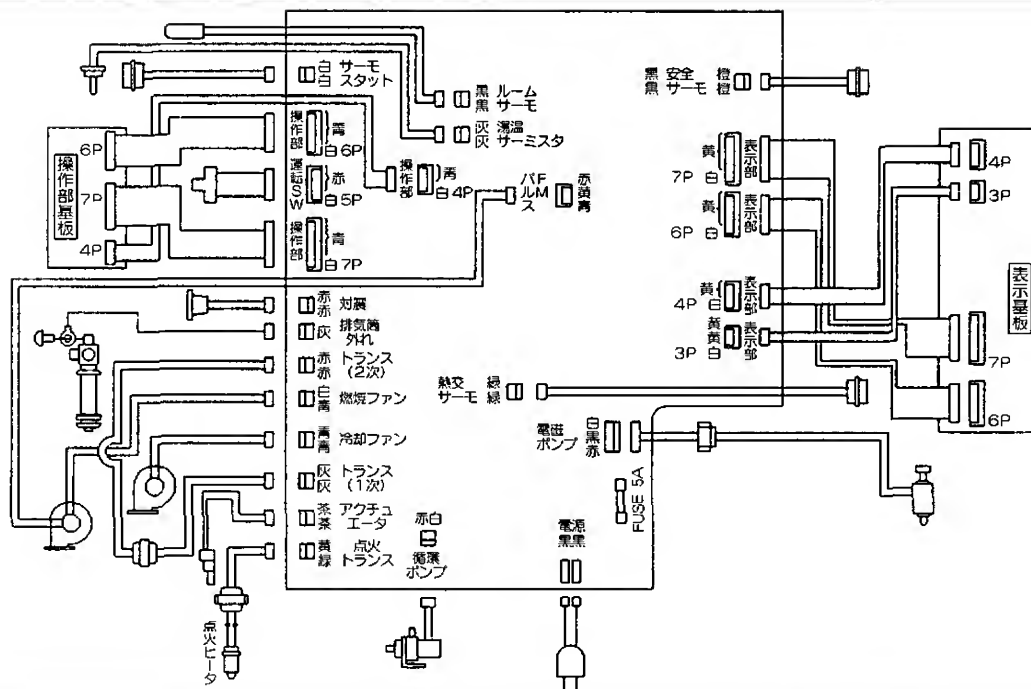 白 サーモ
白 スタット
黒 ルーム
黒 サーモ
灰 湯温
灰 サーミスタ
黒 安全 橙
黒 サーモ 橙
操作部基板
6P
7P
4P
操作部
青
白 6P
運転SW
赤
白 5P
操作部
青
白 7P
操作部
青
白 4P
FM
パルス
赤
黄
青
黄
7P 白
表示部
黄
6P 白
表示部
黄
4P 白
表示部
黄
黄
3P 白
表示部
4P
3P
表示基板
7P
6P
赤 対震
赤
灰 排気筒
外れ
赤 トランス
赤 (2次)
白 燃焼ファン
青
青 冷却ファン
青
灰 トランス
灰 (1次)
茶 アクチュ
茶 エータ
黄 点火
緑 トランス
点火ヒータ
熱交 緑
サーモ 緑
電磁 白
ポンプ 黒
赤
FUSE 5A
赤白
循環
ポンプ
電源
黒黒